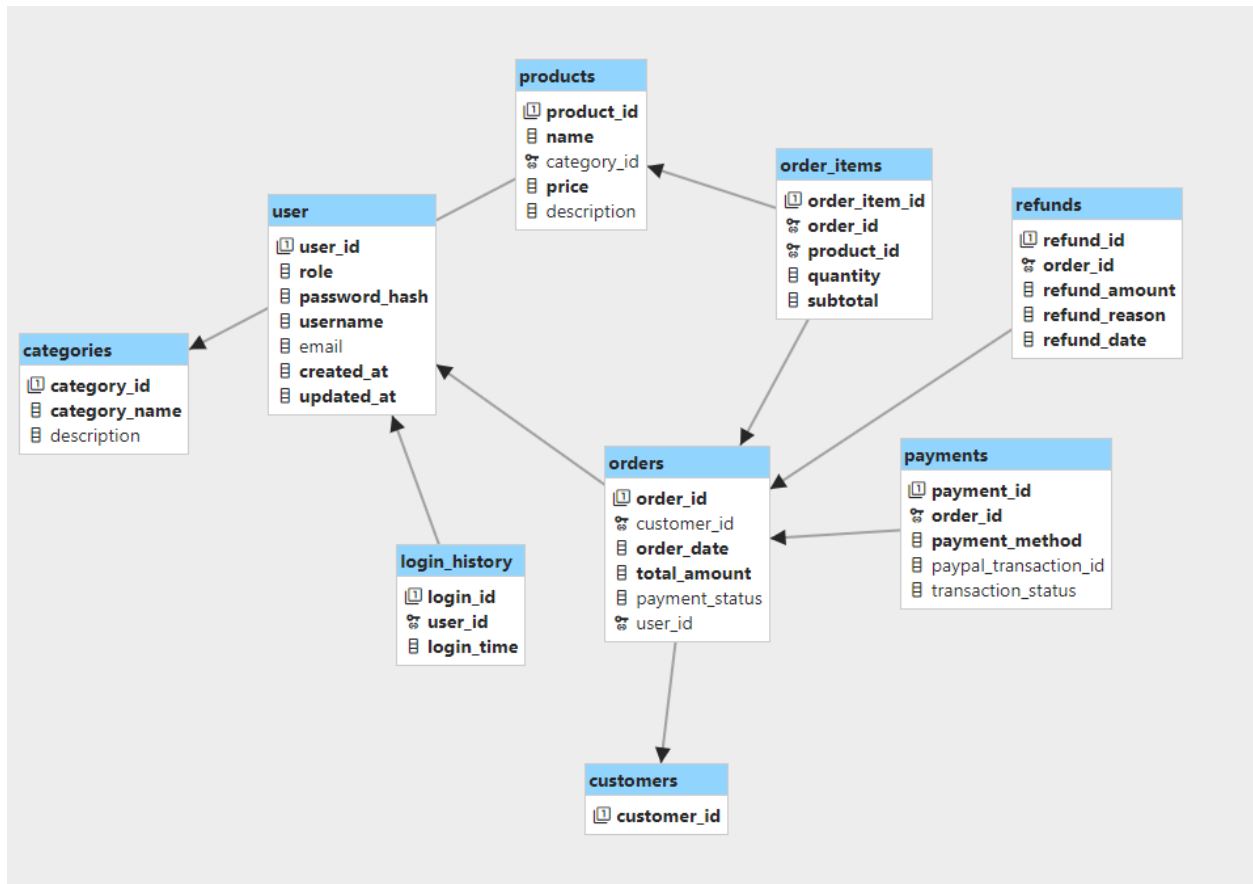 products
product_id
name
category_id
price
description
order_items
order_item_id
order_id
product_id
quantity
subtotal
refunds
refund_id
order_id
refund_amount
refund_reason
refund_date
user
user_id
role
password_hash
username
email
created_at
updated_at
categories
category_id
category_name
description
orders
order_id
customer_id
order_date
total_amount
payment_status
user_id
payments
payment_id
order_id
payment_method
paypal_transaction_id
transaction_status
login_history
login_id
user_id
login_time
customers
customer_id